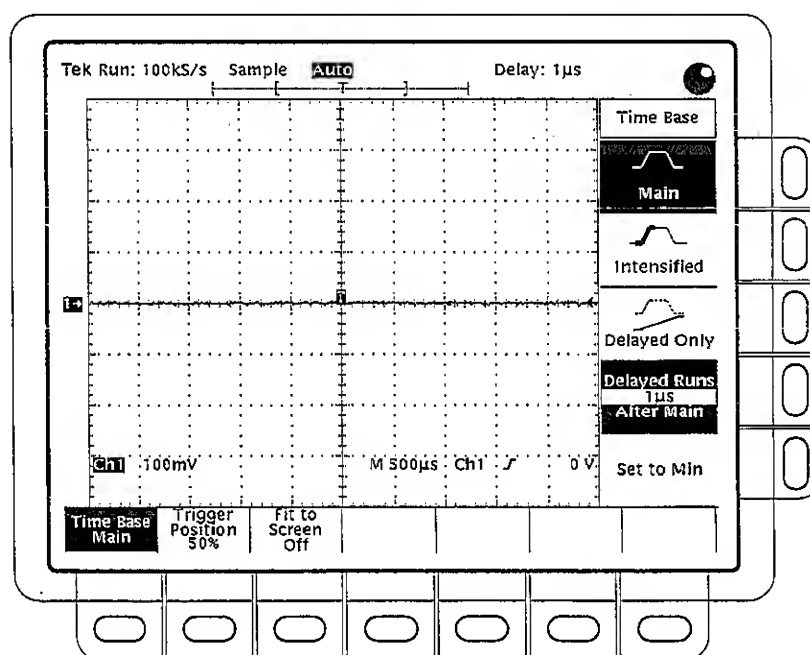 Tek Run: 100kS/s Sample Auto Delay: 1µs
T
1→
Ch1 100mV M 500µs Ch1 0 V
Time Base
Main
Intensified
Delayed Only
Delayed Runs
1µs
After Main
Set to Min
Time Base
Main
Trigger
Position
50%
Fit to
Screen
Off